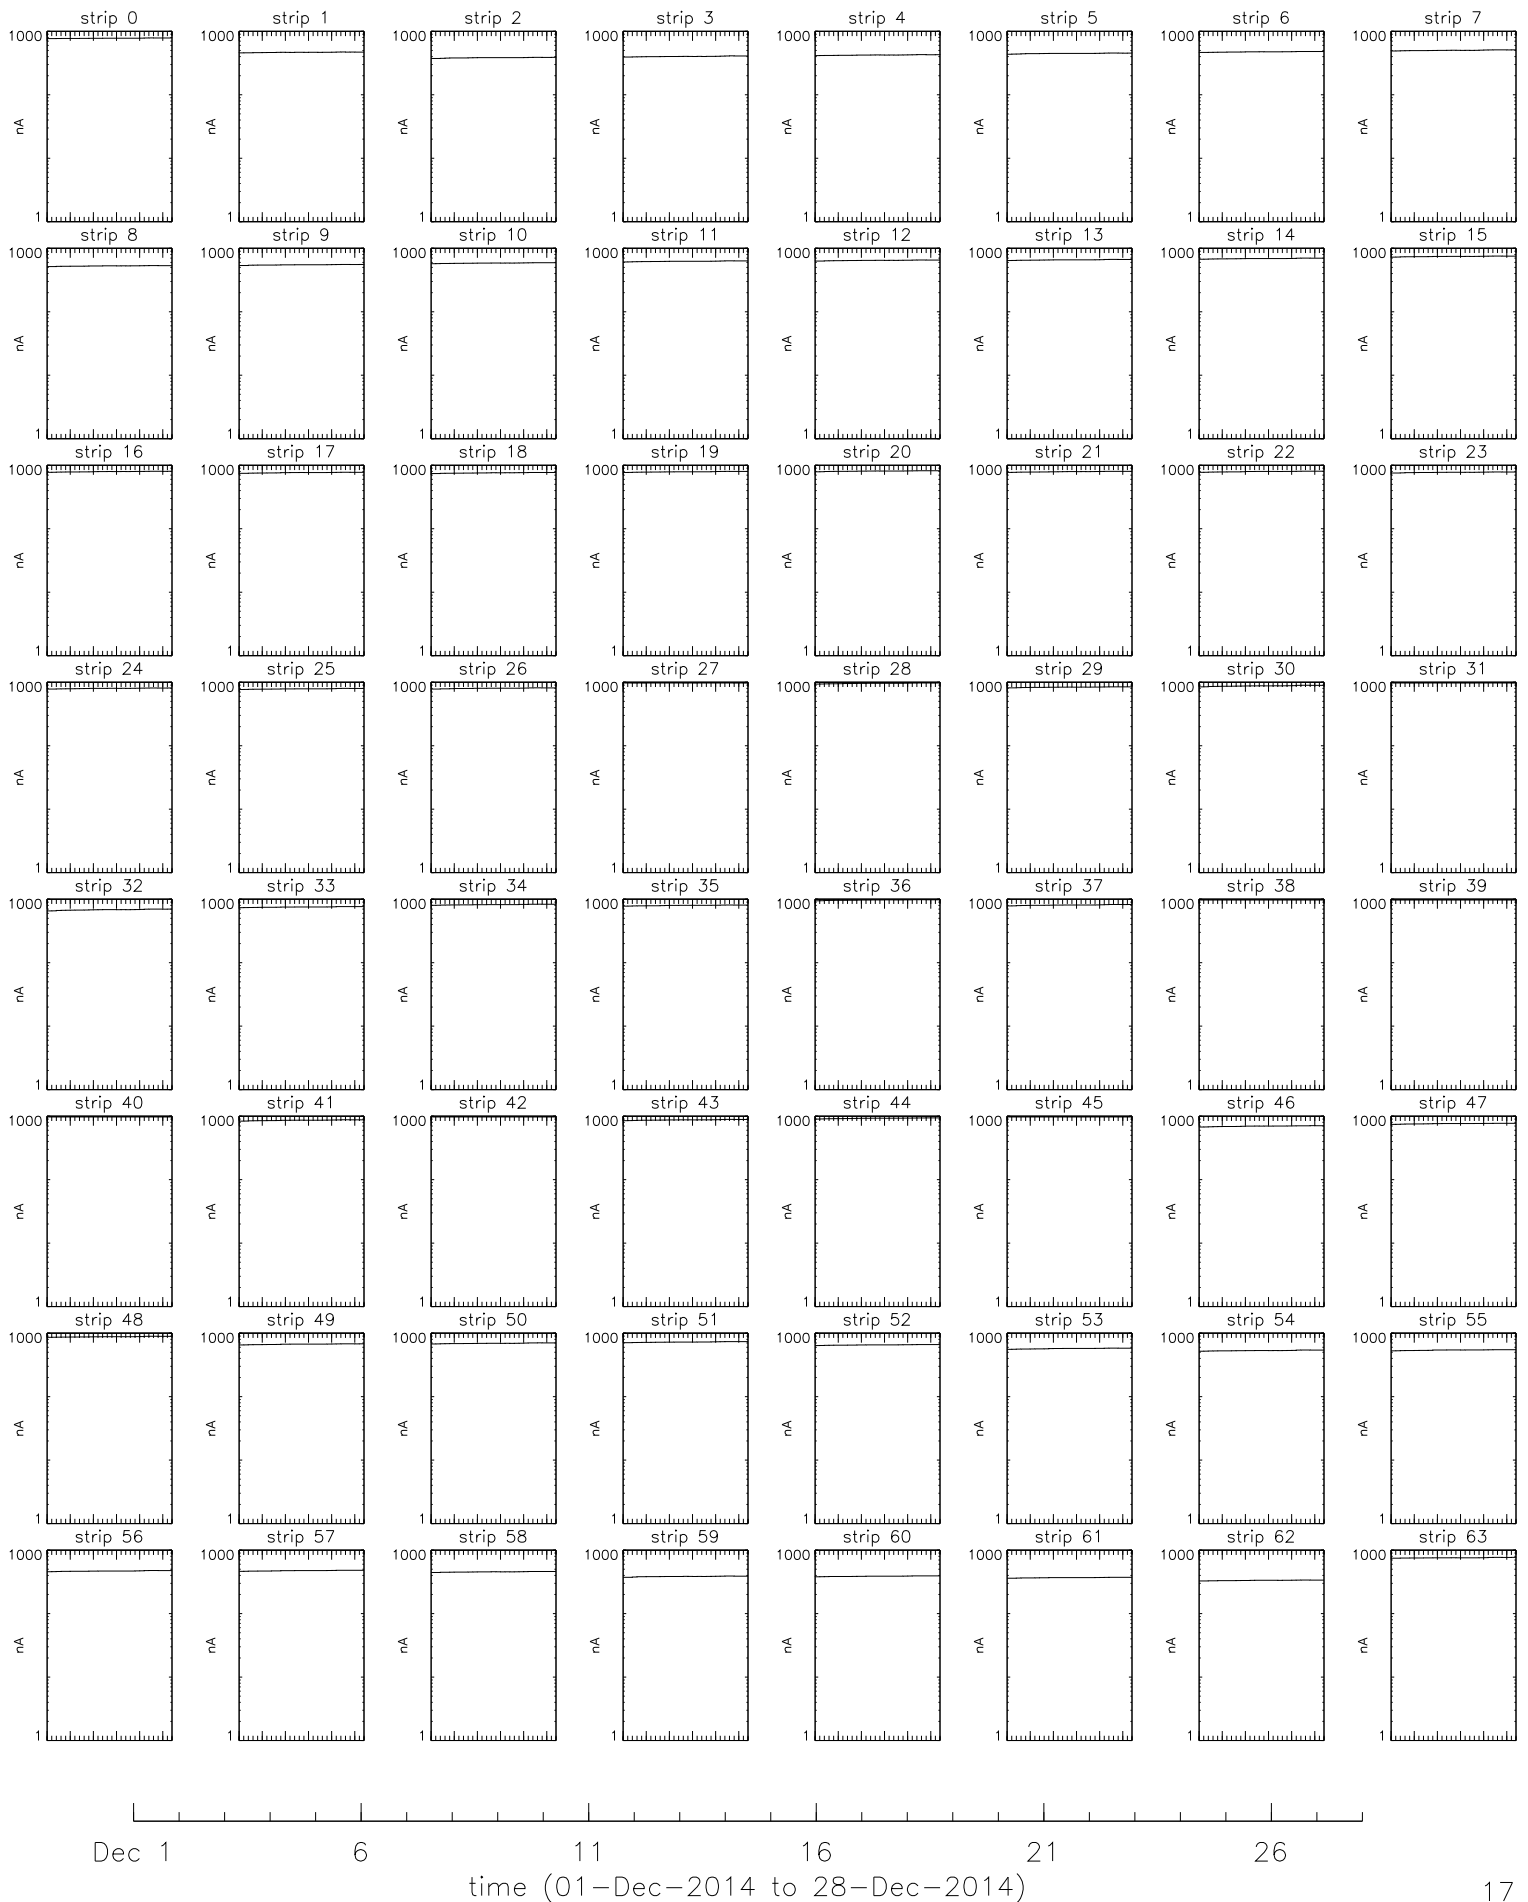 strip 0 strip 1 strip 2 strip 3 strip 4 strip 5 strip 6 strip 7
1000 1000 1000 1000 1000 1000 1000 1000
nA nA nA nA nA nA nA nA
1 1 1 1 1 1 1 1
strip 8 strip 9 strip 10 strip 11 strip 12 strip 13 strip 14 strip 15
1000 1000 1000 1000 1000 1000 1000 1000
nA nA nA nA nA nA nA nA
1 1 1 1 1 1 1 1
strip 16 strip 17 strip 18 strip 19 strip 20 strip 21 strip 22 strip 23
1000 1000 1000 1000 1000 1000 1000 1000
nA nA nA nA nA nA nA nA
1 1 1 1 1 1 1 1
strip 24 strip 25 strip 26 strip 27 strip 28 strip 29 strip 30 strip 31
1000 1000 1000 1000 1000 1000 1000 1000
nA nA nA nA nA nA nA nA
1 1 1 1 1 1 1 1
strip 32 strip 33 strip 34 strip 35 strip 36 strip 37 strip 38 strip 39
1000 1000 1000 1000 1000 1000 1000 1000
nA nA nA nA nA nA nA nA
1 1 1 1 1 1 1 1
strip 40 strip 41 strip 42 strip 43 strip 44 strip 45 strip 46 strip 47
1000 1000 1000 1000 1000 1000 1000 1000
nA nA nA nA nA nA nA nA
1 1 1 1 1 1 1 1
strip 48 strip 49 strip 50 strip 51 strip 52 strip 53 strip 54 strip 55
1000 1000 1000 1000 1000 1000 1000 1000
nA nA nA nA nA nA nA nA
1 1 1 1 1 1 1 1
strip 56 strip 57 strip 58 strip 59 strip 60 strip 61 strip 62 strip 63
1000 1000 1000 1000 1000 1000 1000 1000
nA nA nA nA nA nA nA nA
1 1 1 1 1 1 1 1
Dec 1 6 11 16 21 26
time (01-Dec-2014 to 28-Dec-2014)
17